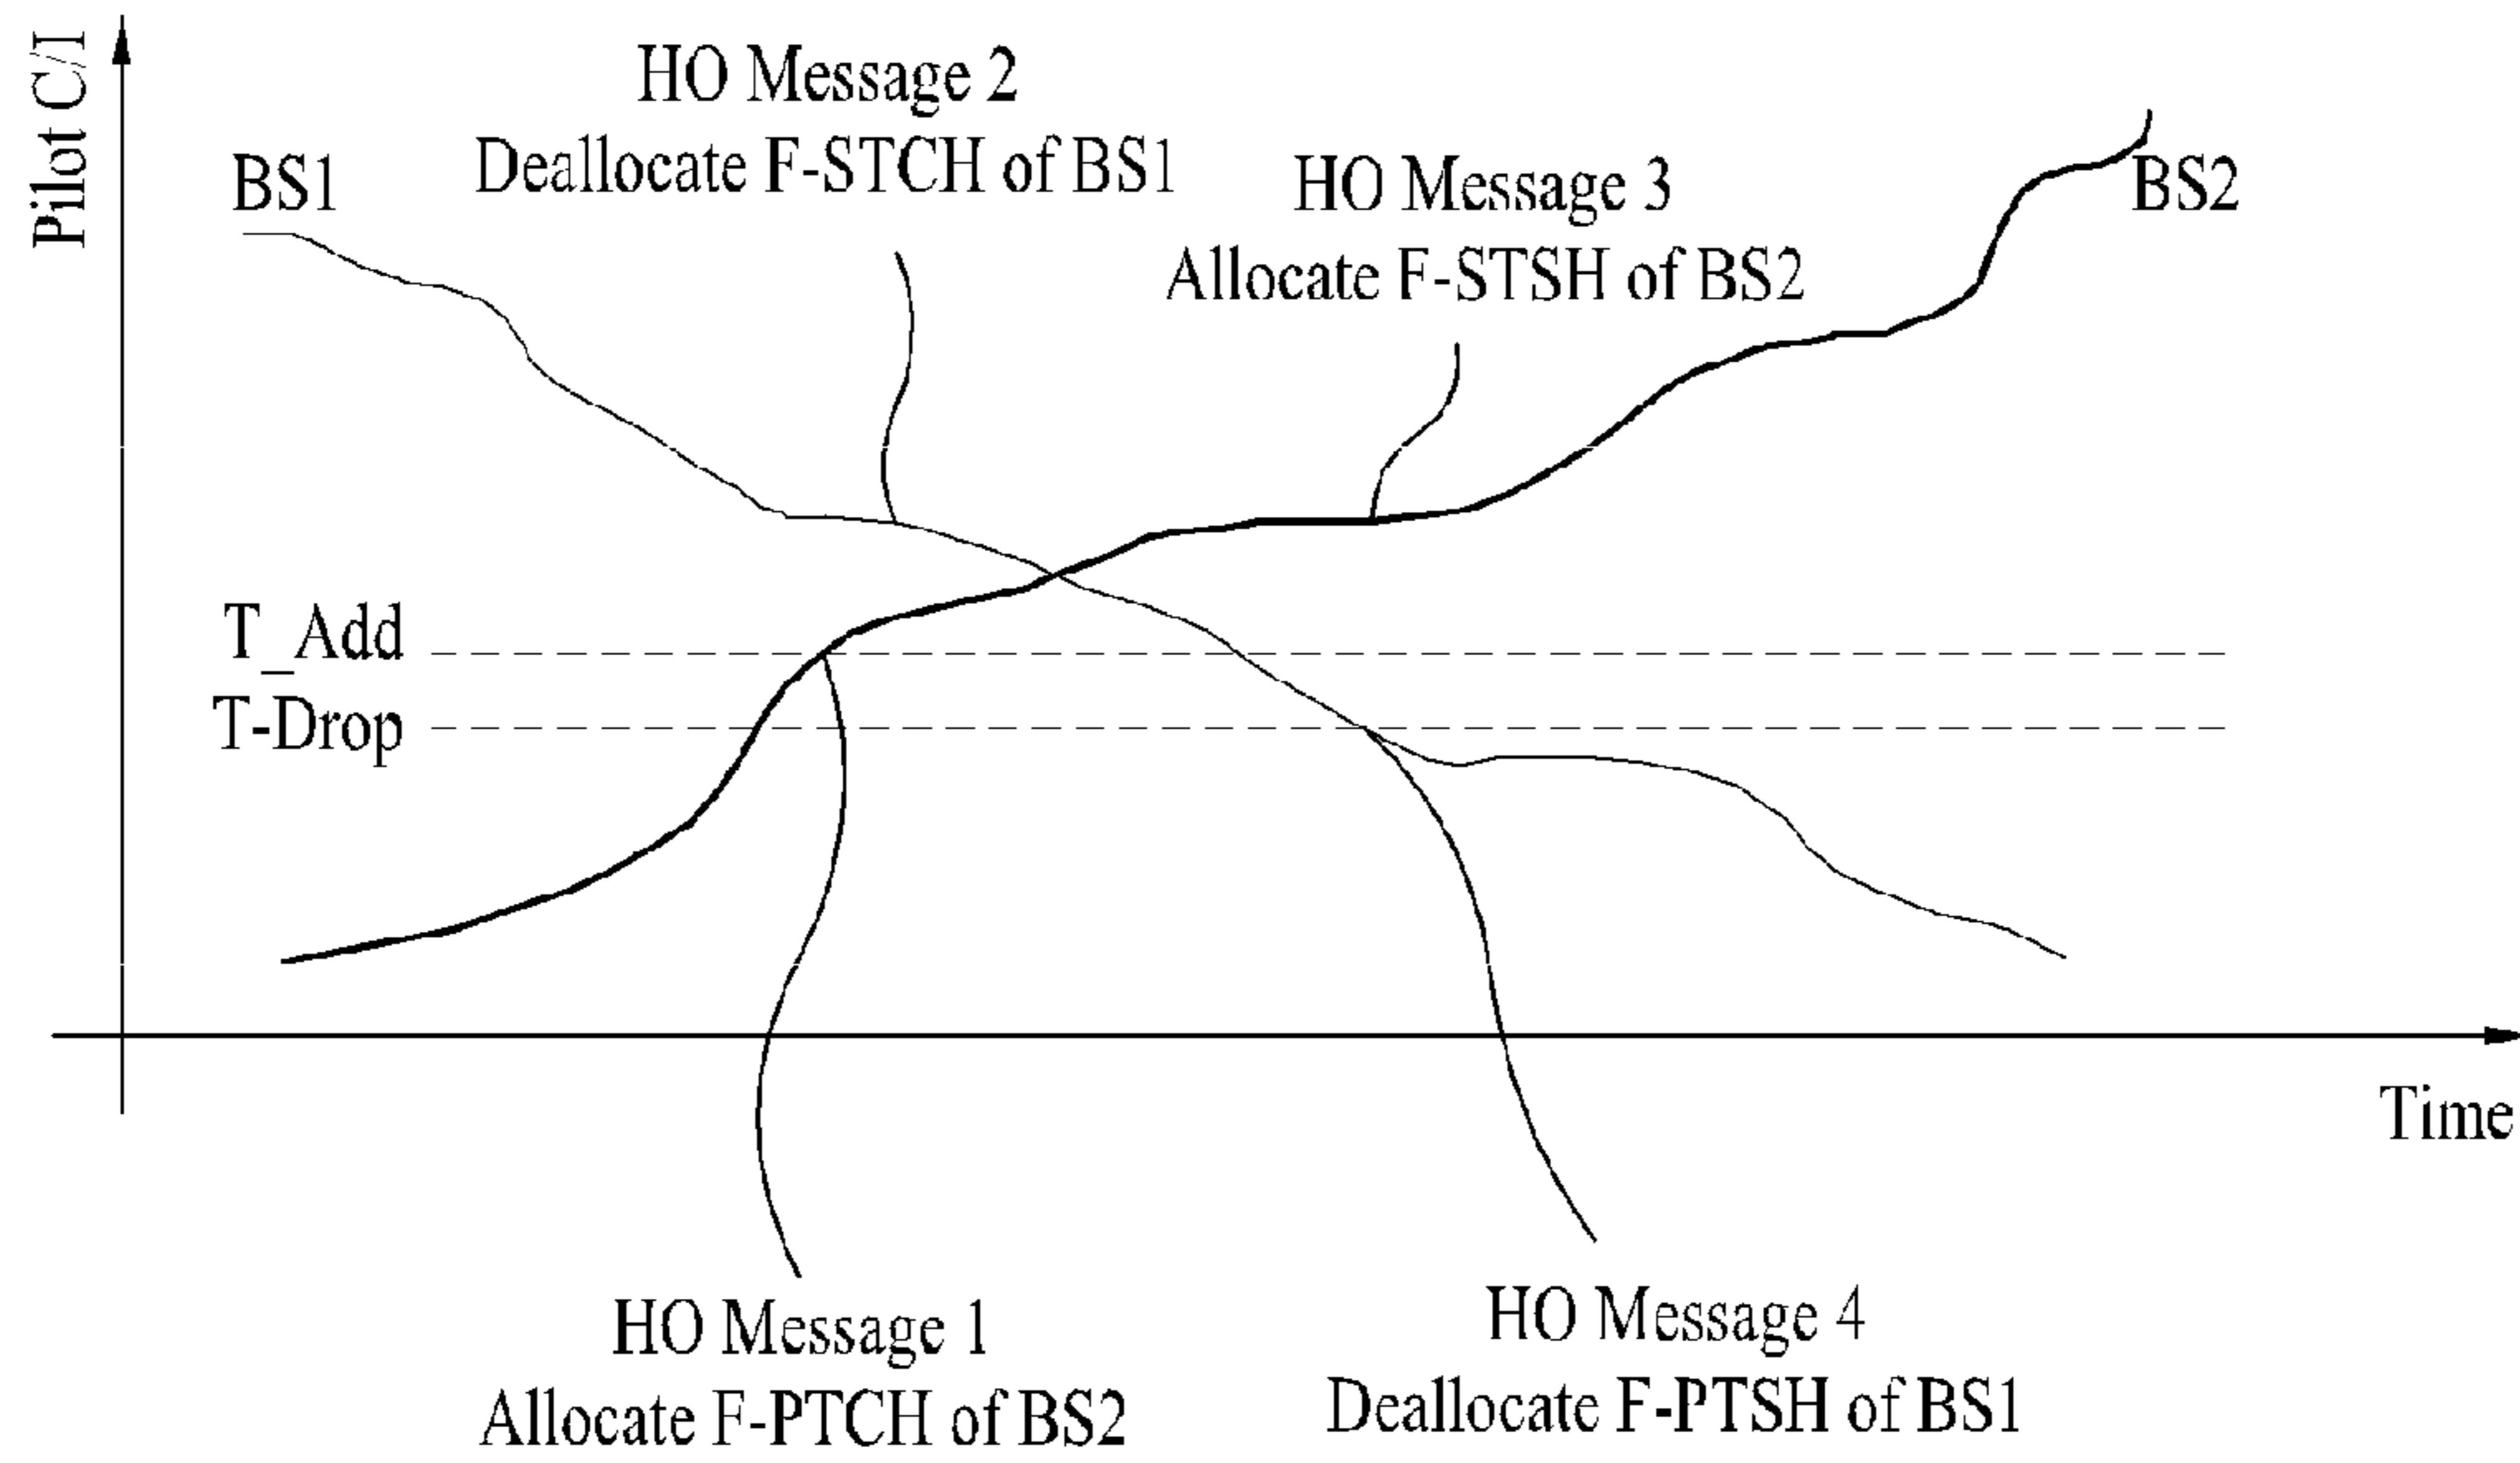 Pilot C/I
HO Message 2
Deallocate F-STCH of BS1
BS1
HO Message 3
Allocate F-STSH of BS2
BS2
T_Add
T-Drop
Time
HO Message 1
Allocate F-PTCH of BS2
HO Message 4
Deallocate F-PTSH of BS1